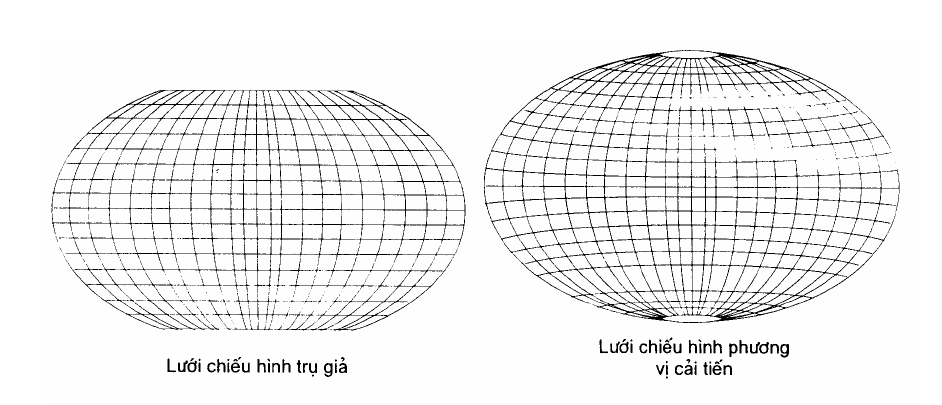 Lưới chiếu hình trụ giả
Lưới chiếu hình phương
vị cải tiến